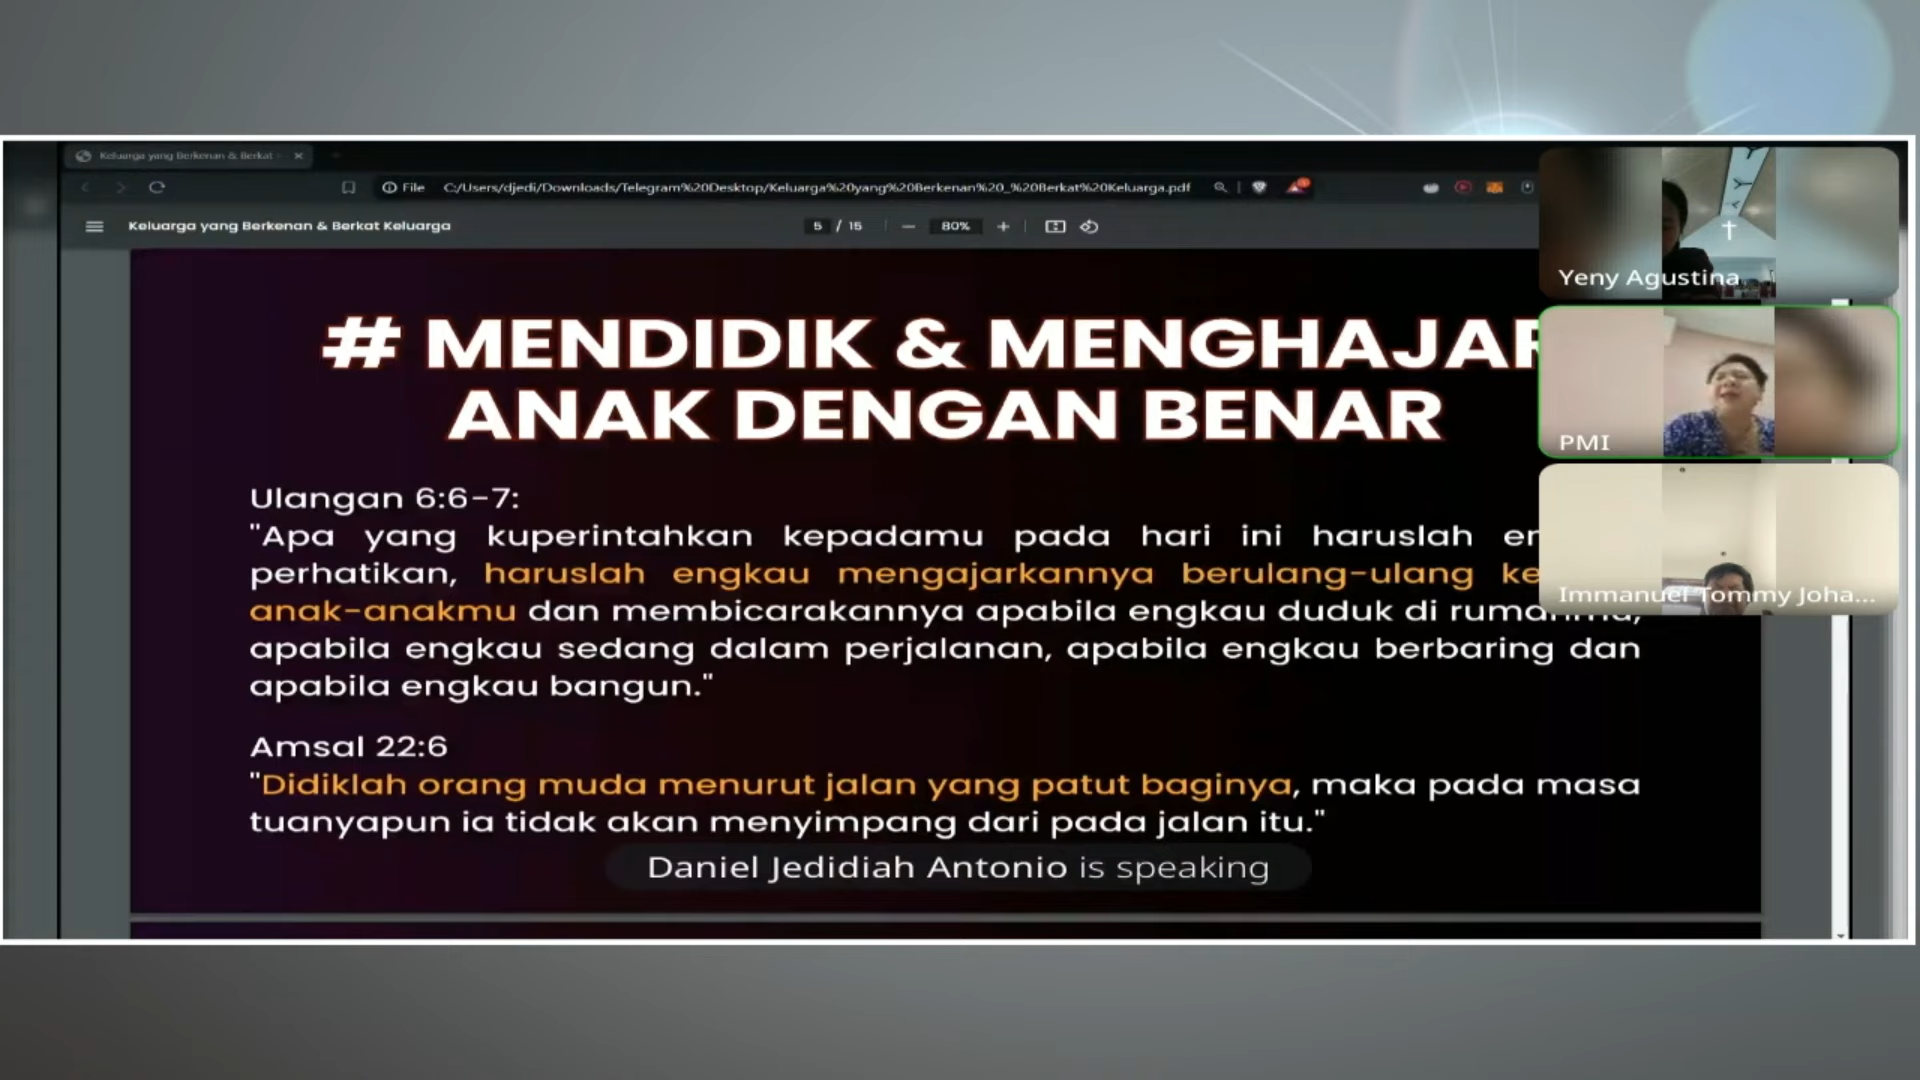 Keluarga yang Berkenan & Berkat
File C:/Users/djedi/Downloads/Telegram%20Desktop/Keluarga%20yang%20Berkenan%20_%20Berkat%20Keluarga.pdf
Keluarga yang Berkenan & Berkat Keluarga
5 / 15
80%
# MENDIDIK & MENGHAJAR
ANAK DENGAN BENAR
Ulangan 6:6-7:
"Apa yang kuperintahkan kepadamu pada hari ini haruslah
perhatikan, haruslah engkau mengajarkannya berulang-ulang
anak-anakmu dan membicarakannya apabila engkau duduk di
apabila engkau sedang dalam perjalanan, apabila engkau berbaring dan
apabila engkau bangun."
Amsal 22:6
"Didiklah orang muda menurut jalan yang patut baginya, maka pada masa
tuanyapun ia tidak akan menyimpang dari pada jalan itu."
Daniel Jedidiah Antonio is speaking
Yeny Agustina
PMI
Immanuel Tommy Joha...